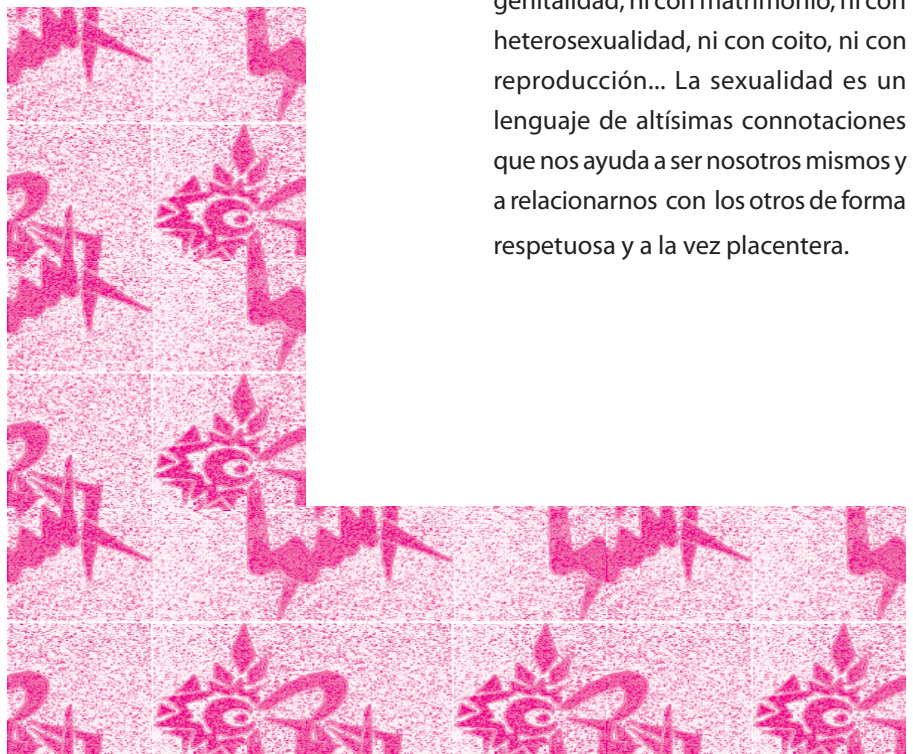 genitalidad, ni con matrimonio, ni con
heterosexualidad, ni con coito, ni con
reproducción... La sexualidad es un
lenguaje de altísimas connotaciones
que nos ayuda a ser nosotros mismos y
a relacionarnos con los otros de forma
respetuosa y a la vez placentera.